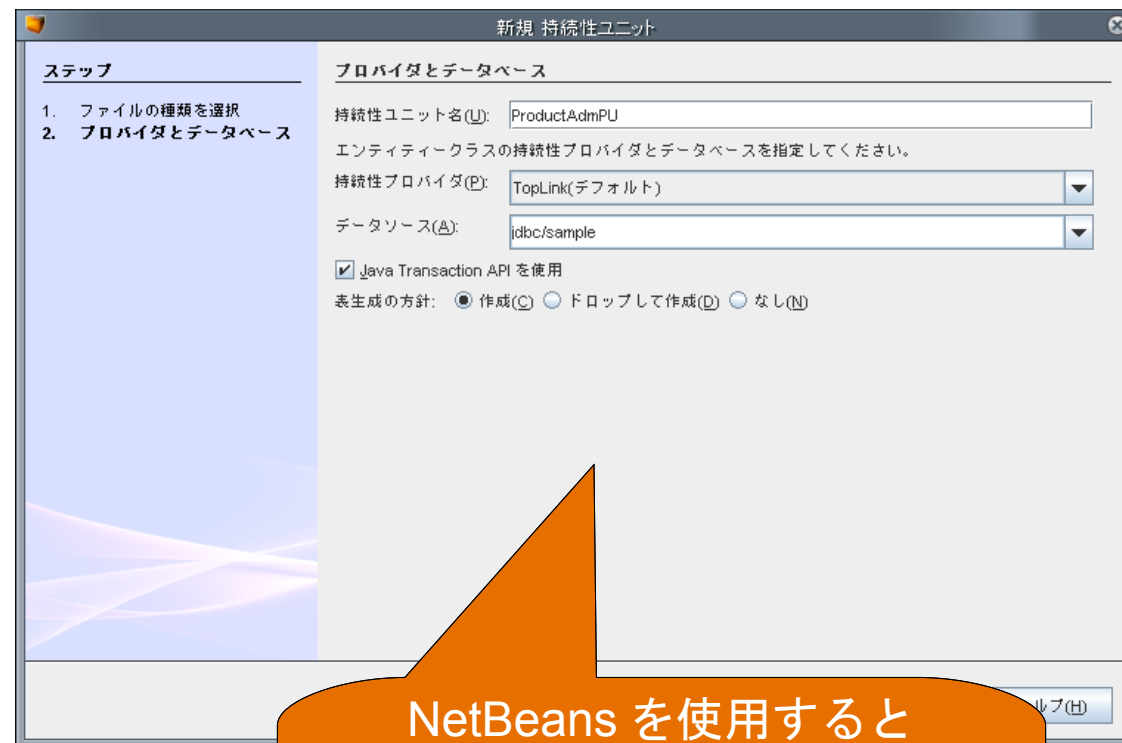 新規 持続性ユニット
ステップ
1. ファイルの種類を選択
2. プロバイダとデータベース
プロバイダとデータベース
持続性ユニット名(U): ProductAdmPU
エンティティークラスの持続性プロバイダとデータベースを指定してください。
持続性プロバイダ(P): TopLink(デフォルト)
データソース(A): jdbc/sample
Java Transaction API を使用
表生成の方針: 作成(C) ドロップして作成(D) なし(N)
ルプ(H)
NetBeans を使用すると